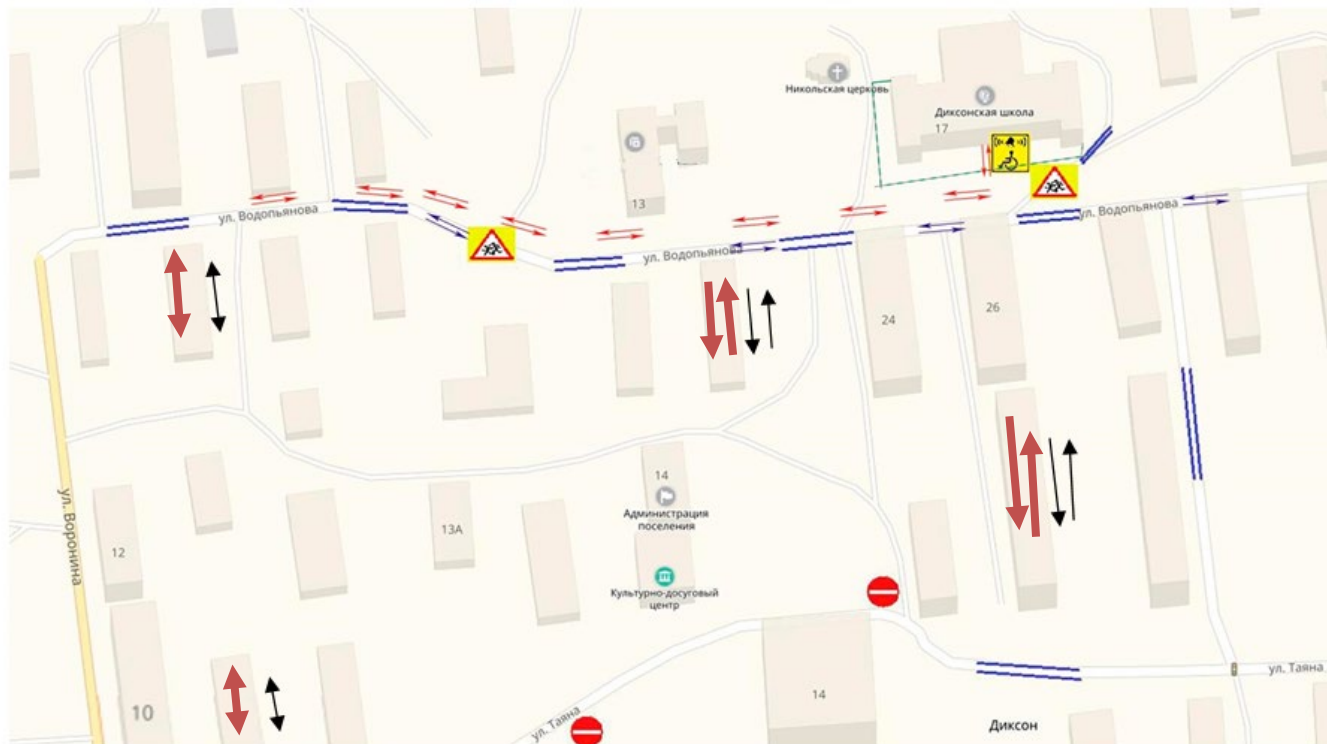 Никольская церковь
Диксонская школа
17
13
ул. Водопьянова
ул. Водопьянова
ул. Водопьянова
24
26
14
Администрация
поселения
13А
12
ул. Воронина
Культурно-досуговый
центр
ул. Таяна
14
10
ул. Таяна
Диксон